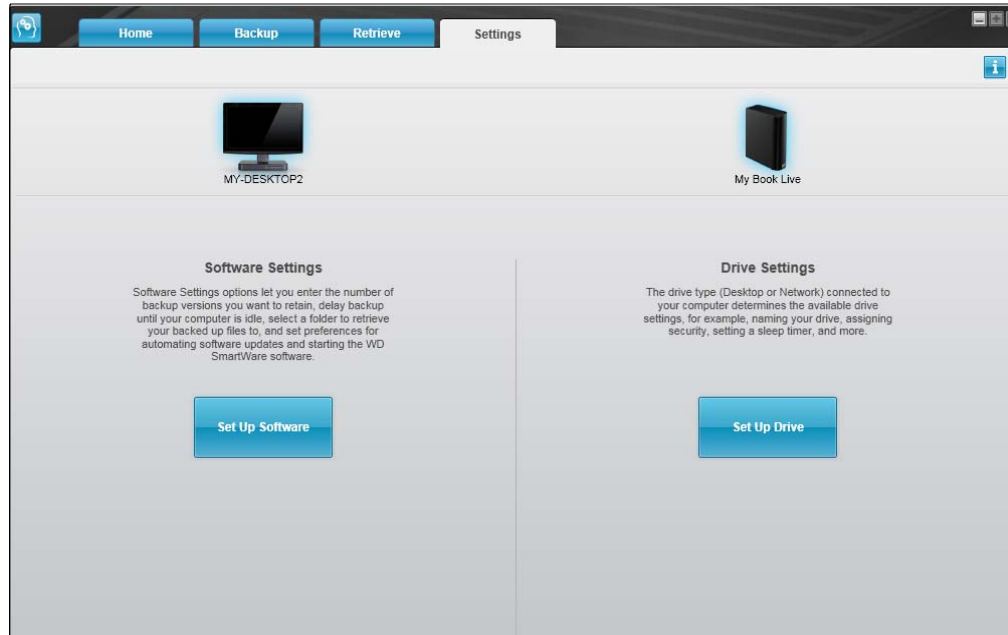 Home
Backup
Retrieve
Settings
i
MY-DESKTOP2
My Book Live
Software Settings
Software Settings options let you enter the number of
backup versions you want to retain, delay backup
until your computer is idle, select a folder to retrieve
your backed up files to, and set preferences for
automating software updates and starting the WD
SmartWare software.
Set Up Software
Drive Settings
The drive type (Desktop or Network) connected to
your computer determines the available drive
settings, for example, naming your drive, assigning
security, setting a sleep timer, and more.
Set Up Drive